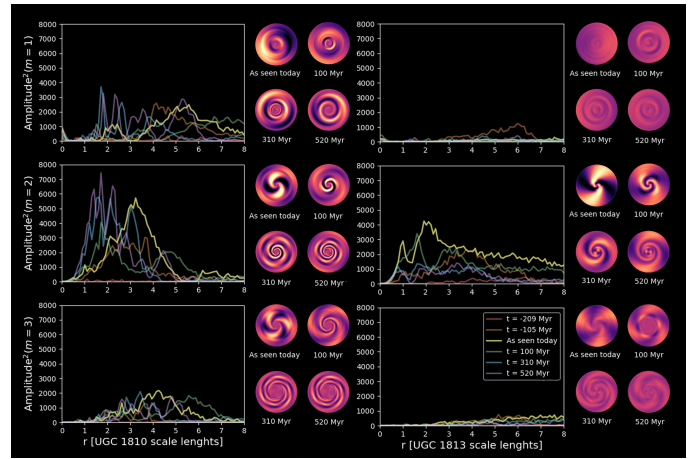 8000
7000
6000
5000
4000
3000
2000
1000
0
Amplitude²(m = 1)
0 1 2 3 4 5 6 7 8
As seen today 100 Myr
310 Myr 520 Myr
8000
7000
6000
5000
4000
3000
2000
1000
0
0 1 2 3 4 5 6 7 8
As seen today 100 Myr
310 Myr 520 Myr
8000
7000
6000
5000
4000
3000
2000
1000
0
Amplitude²(m = 2)
0 1 2 3 4 5 6 7 8
As seen today 100 Myr
310 Myr 520 Myr
8000
7000
6000
5000
4000
3000
2000
1000
0
0 1 2 3 4 5 6 7 8
As seen today 100 Myr
310 Myr 520 Myr
8000
7000
6000
5000
4000
3000
2000
1000
0
Amplitude²(m = 3)
0 1 2 3 4 5 6 7 8
r [UGC 1810 scale lenghts]
As seen today 100 Myr
310 Myr 520 Myr
8000
7000
6000
5000
4000
3000
2000
1000
0
t = -209 Myr
t = -105 Myr
As seen today
t = 100 Myr
t = 310 Myr
t = 520 Myr
0 1 2 3 4 5 6 7 8
r [UGC 1813 scale lenghts]
As seen today 100 Myr
310 Myr 520 Myr